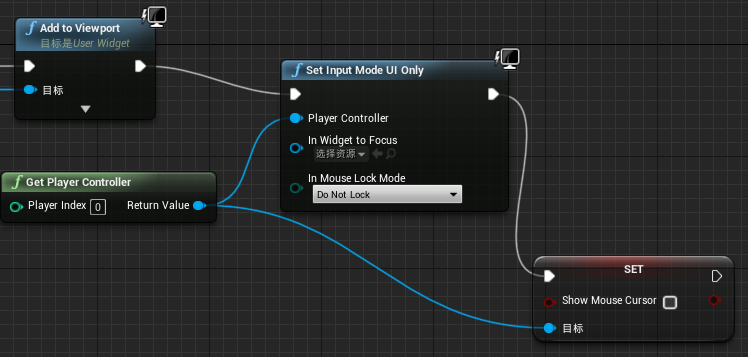 Add to Viewport
目标是User Widget
目标
Set Input Mode UI Only
Player Controller
In Widget to Focus
选择资源
In Mouse Lock Mode
Do Not Lock
Get Player Controller
Player Index 0 Return Value
SET
Show Mouse Cursor
目标